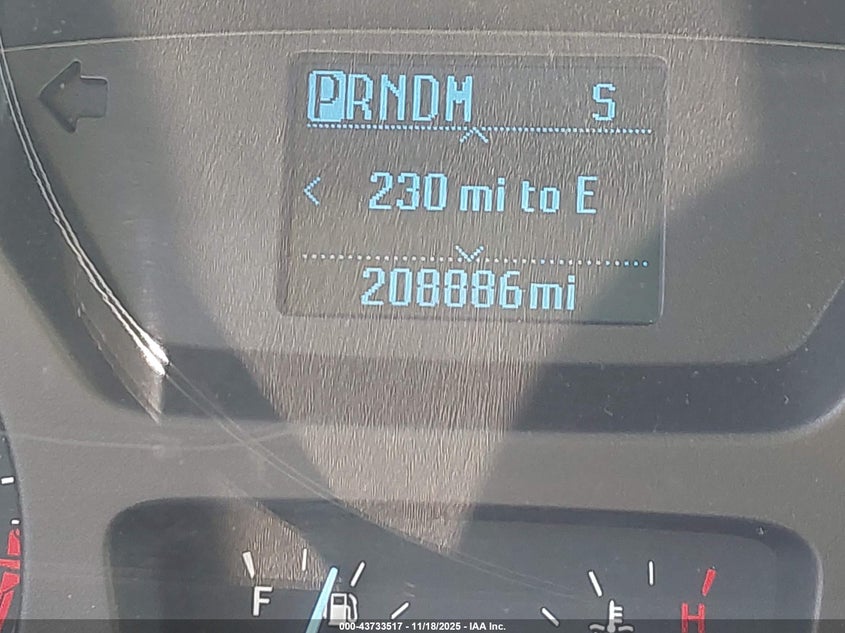 PRNDM S
230 mi to E
208886mi
F H
000-43733517 - 11/18/2025 - IAA Inc.